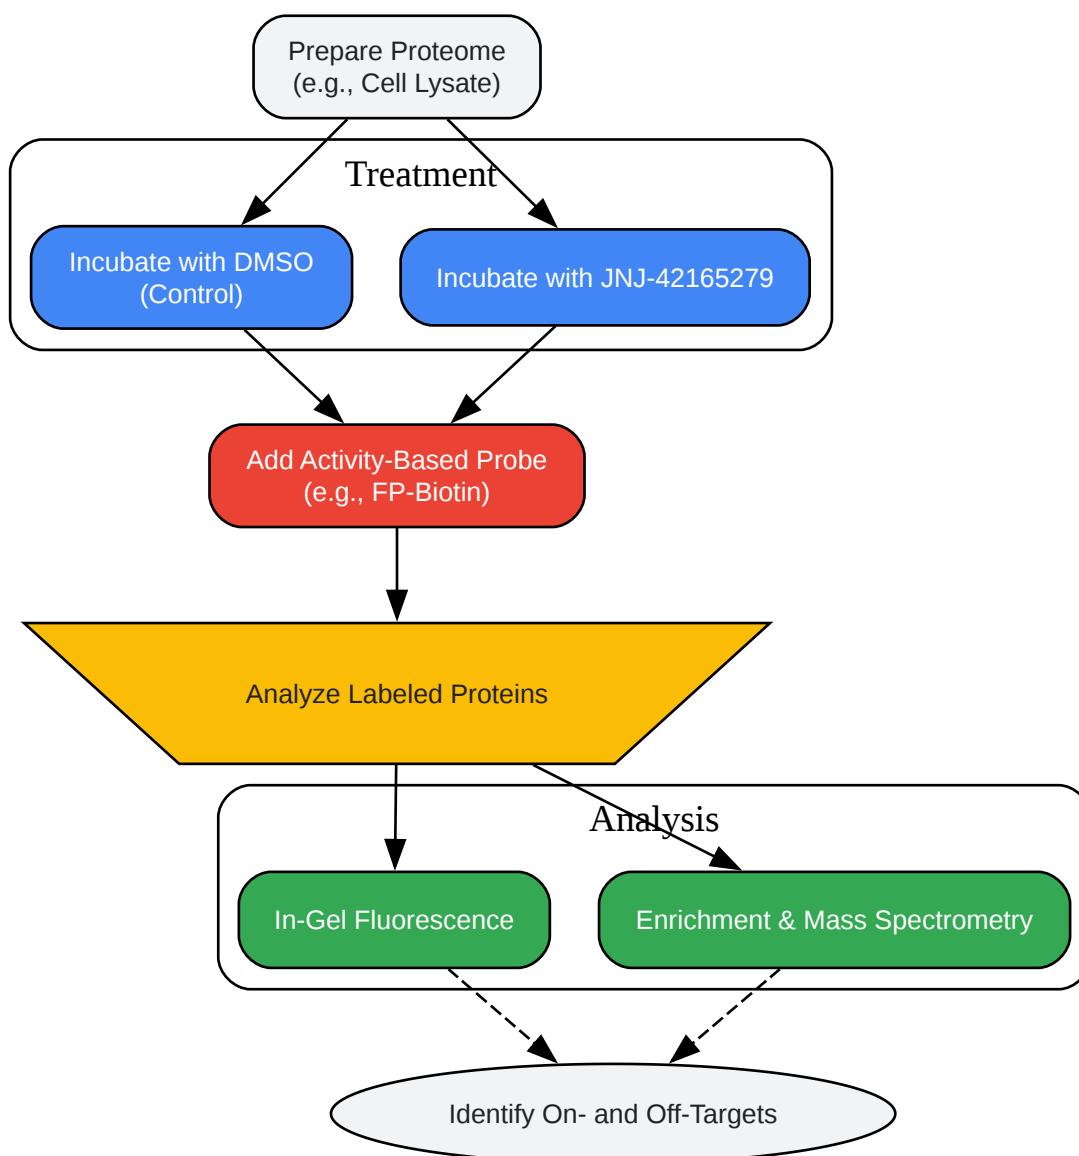 Prepare Proteome
(e.g., Cell Lysate)
Treatment
Incubate with DMSO
(Control)
Incubate with JNJ-42165279
Add Activity-Based Probe
(e.g., FP-Biotin)
Analyze Labeled Proteins
Analysis
In-Gel Fluorescence
Enrichment & Mass Spectrometry
Identify On- and Off-Targets